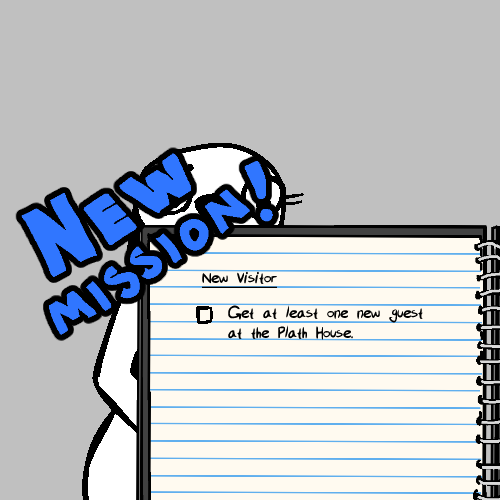 NEW
MISSION!
New Visitor
Get at least one new guest
at the Plath House.